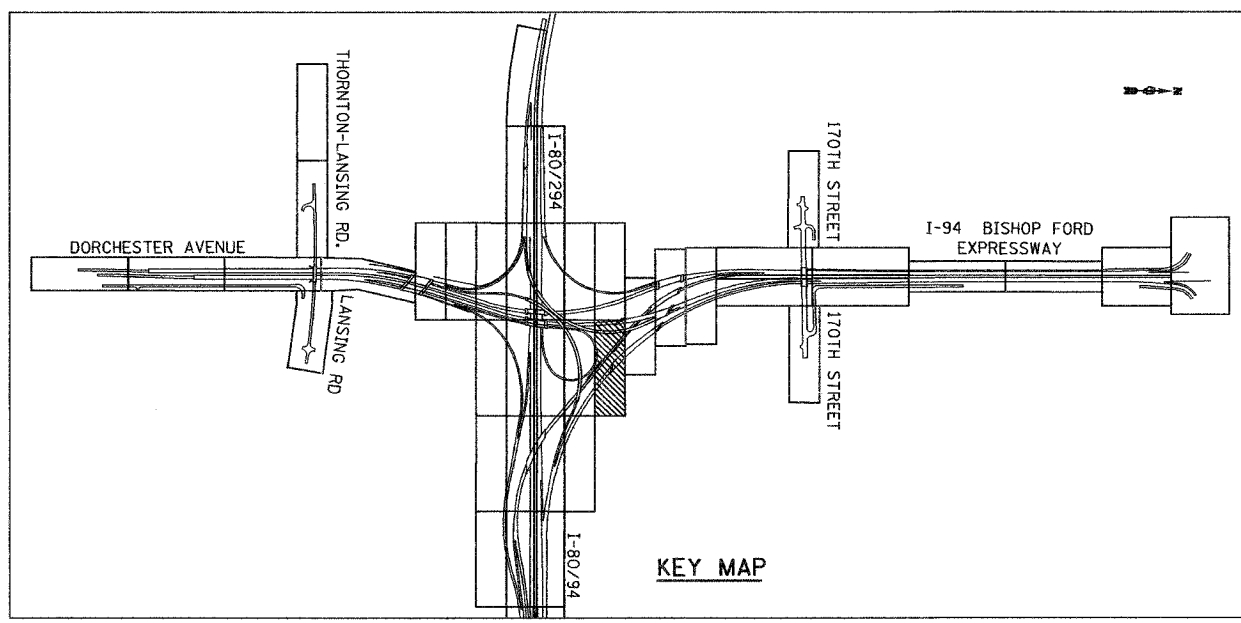 THORNTON-LANSING RD.
I-80/294
170TH STREET
N
DORCHESTER AVENUE
I-94 BISHOP FORD
EXPRESSWAY
LANSING RD
170TH STREET
I-80/94
KEY MAP